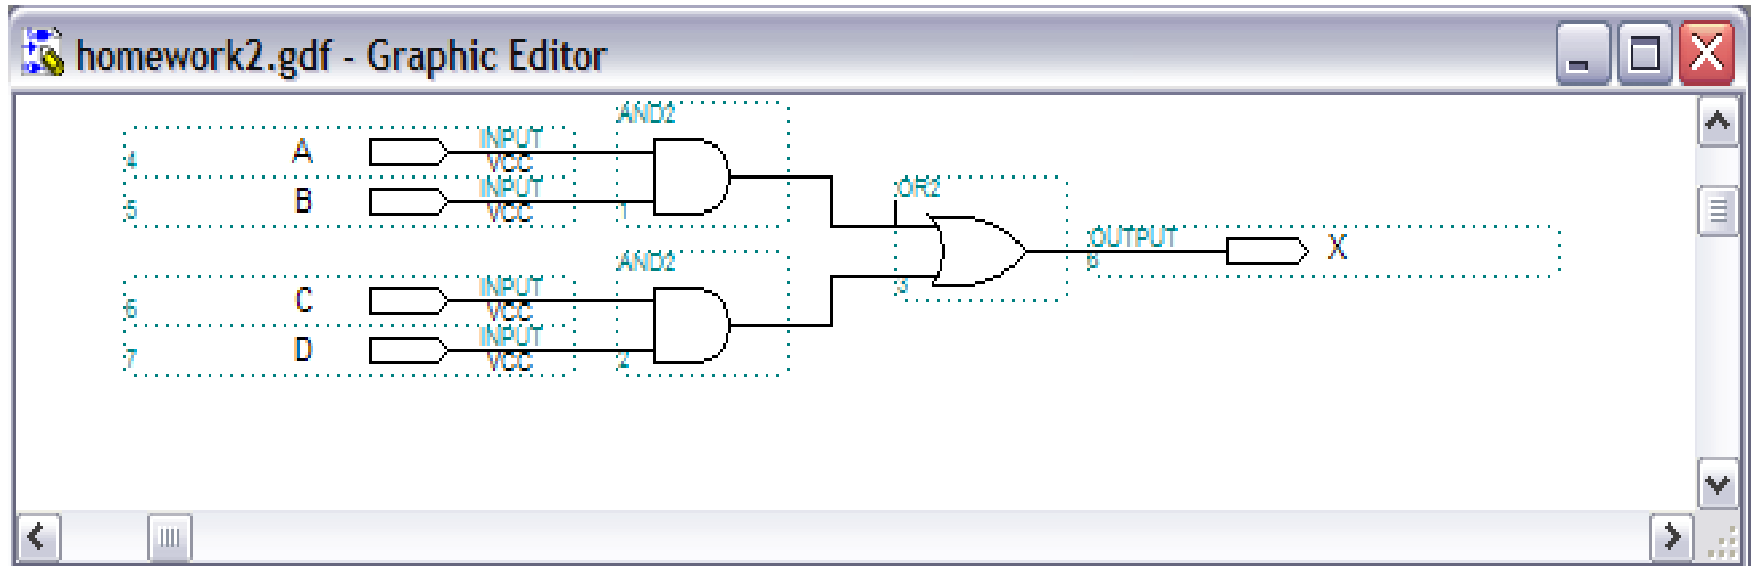 homework2.gdf - Graphic Editor
AND2
4 A INPUT
VCC
5 B INPUT
VCC
1
OR2
OUTPUT
8 X
AND2
6 C INPUT
VCC
3
7 D INPUT
VCC
2